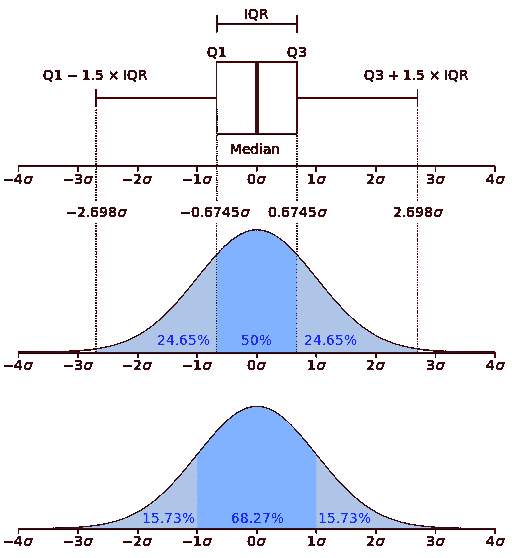 IQR
Q1 Q3
Q1 − 1.5 × IQR Q3 + 1.5 × IQR
Median
−4σ −3σ −2σ −1σ 0σ 1σ 2σ 3σ 4σ
−2.698σ −0.6745σ 0.6745σ 2.698σ
24.65% 50% 24.65%
−4σ −3σ −2σ −1σ 0σ 1σ 2σ 3σ 4σ
15.73% 68.27% 15.73%
−4σ −3σ −2σ −1σ 0σ 1σ 2σ 3σ 4σ